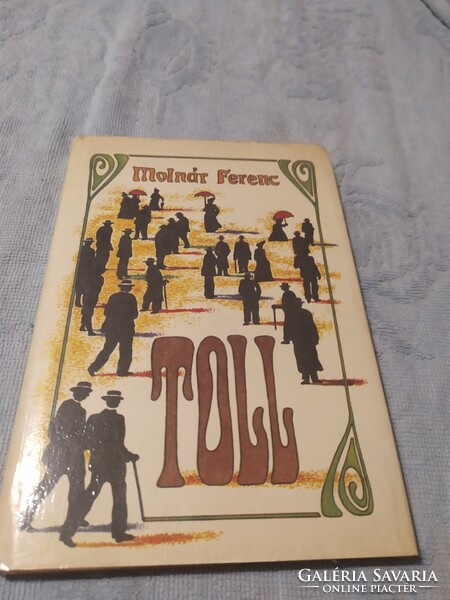 Molnár Ferenc
TOLL
GALÉRIA SAVARIA
ONLINE PIACTÉR